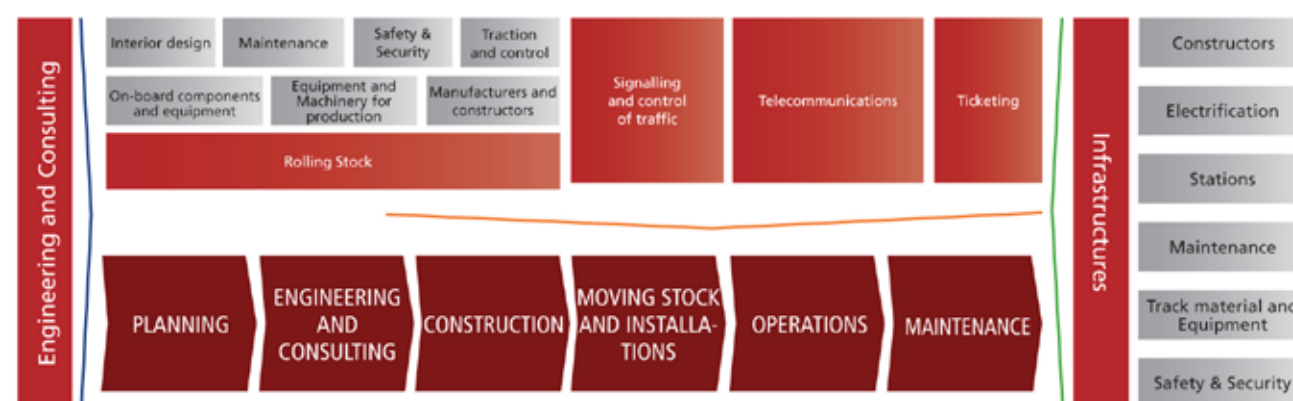 Engineering and Consulting
Interior design
Maintenance
Safety &
Security
Traction
and control
On-board components
and equipment
Equipment and
Machinery for
production
Manufacturers and
constructors
Rolling Stock
Signalling
and control
of traffic
Telecommunications
Ticketing
PLANNING
ENGINEERING
AND
CONSULTING
CONSTRUCTION
MOVING STOCK
AND INSTALLA-
TIONS
OPERATIONS
MAINTENANCE
Infrastructures
Constructors
Electrification
Stations
Maintenance
Track material and
Equipment
Safety & Security